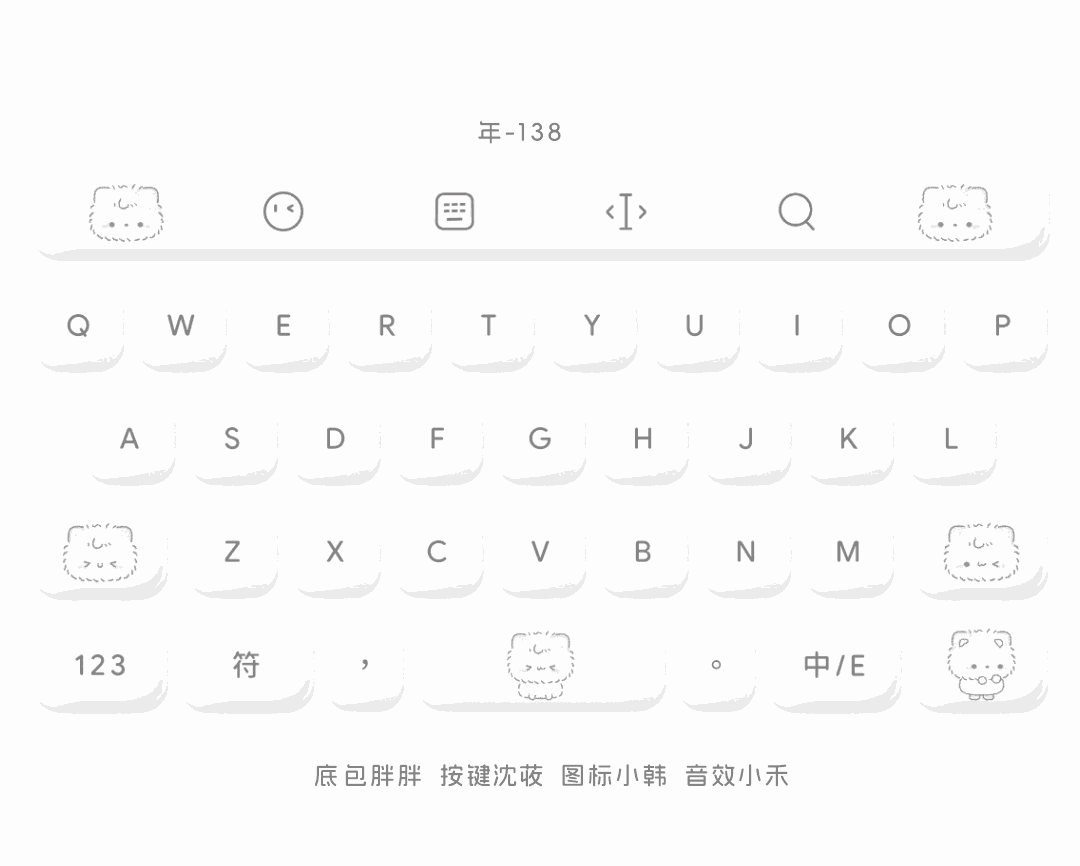 年-138
Q W E R T Y U I O P
A S D F G H J K L
Z X C V B N M
123 符 , 。 中/E
底包胖胖 按键沈荍 图标小韩 音效小禾